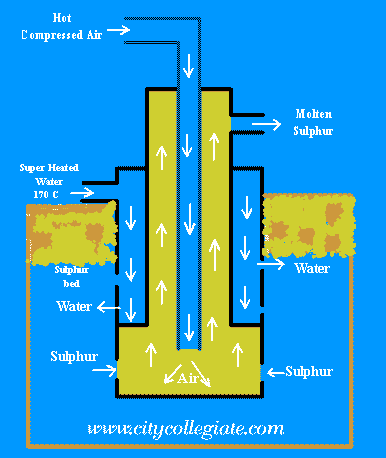 Hot
Compressed Air
Molten
Sulphur
Super Heated
Water
170 C
Sulphur
bed
Water
Water
Sulphur
Sulphur
Air
www.citycollegiate.com